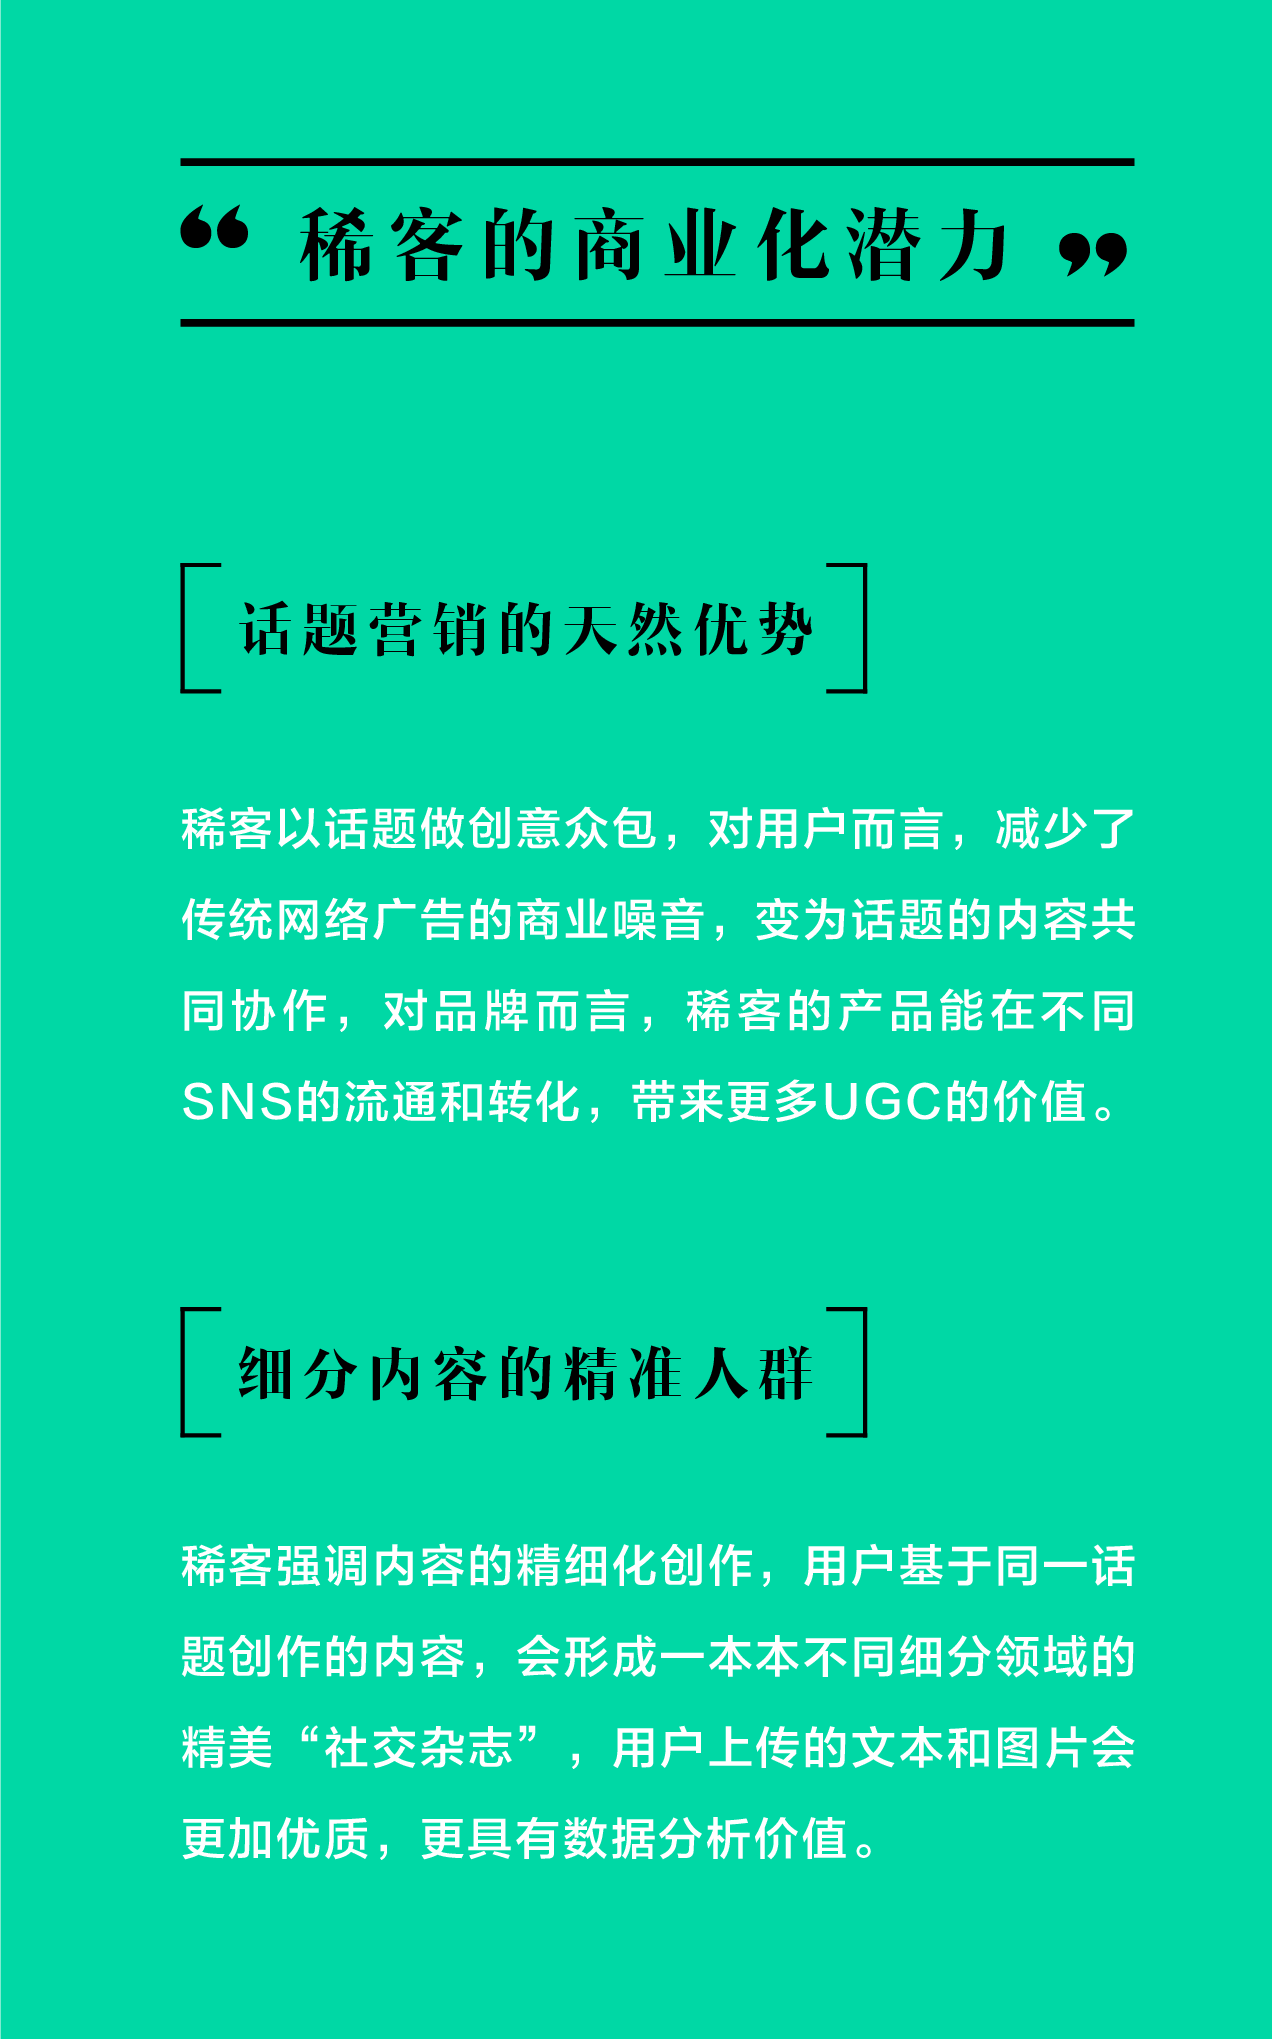 “ 稀客的商业化潜力 ”
话题营销的天然优势
稀客以话题做创意众包，对用户而言，减少了
传统网络广告的商业噪音，变为话题的内容共
同协作，对品牌而言，稀客的产品能在不同
SNS的流通和转化，带来更多UGC的价值。
细分内容的精准人群
稀客强调内容的精细化创作，用户基于同一话
题创作的内容，会形成一本本不同细分领域的
精美“社交杂志”，用户上传的文本和图片会
更加优质，更具有数据分析价值。